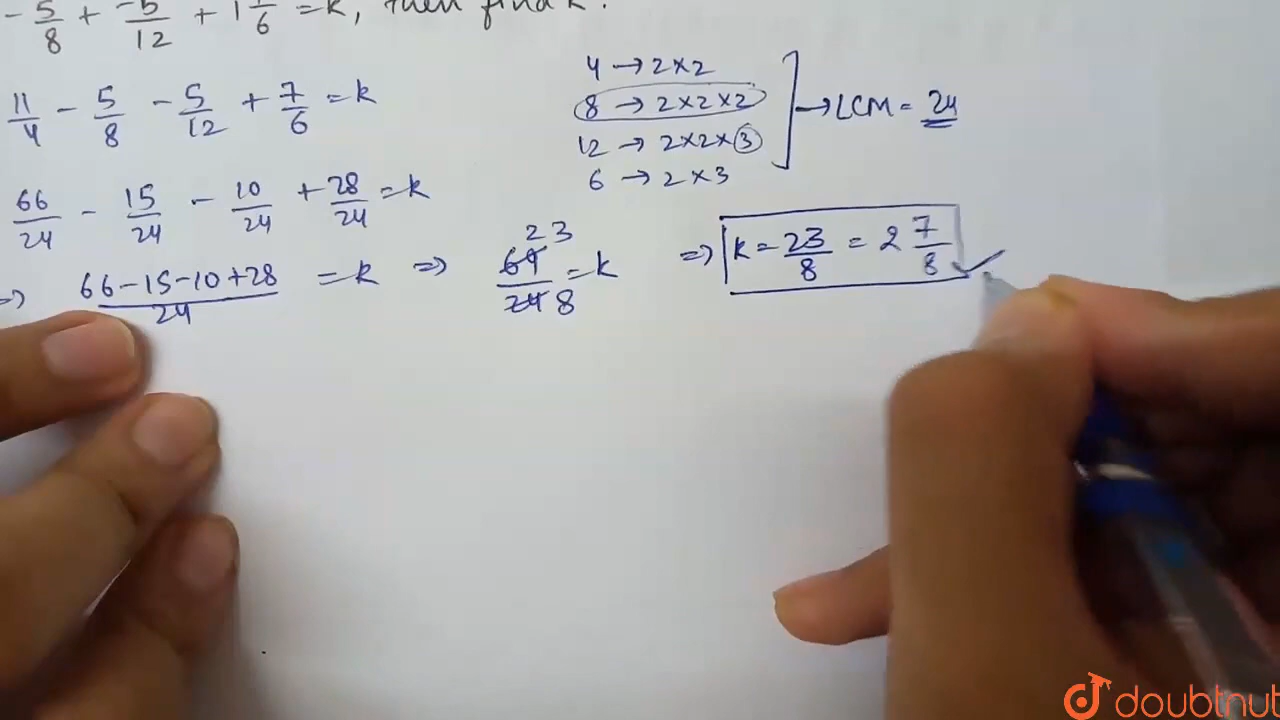 - 5/8 + -5/12 + 1 1/6 = k, then find k.
11/4 - 5/8 - 5/12 + 7/6 = k
66/24 - 15/24 - 10/24 + 28/24 = k
=> 66-15-10+28/24 = k => 69/24 23/8 = k => k = 23/8 = 2 7/8 ✓
4 → 2×2
8 → 2×2×2
12 → 2×2×3
6 → 2×3
→ LCM = 24
doubtnut